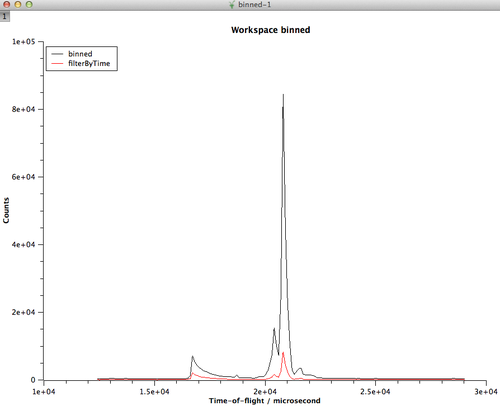 binned-1
1
Workspace binned
binned
filterByTime
1e+05
8e+04
6e+04
4e+04
2e+04
0
Counts
1e+04
1.5e+04
2e+04
2.5e+04
3e+04
Time-of-flight / microsecond